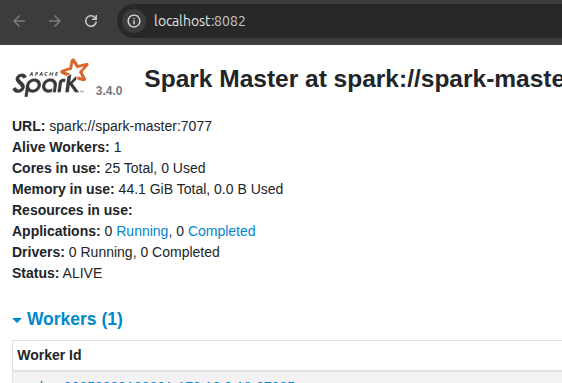 localhost:8082
APACHE
Spark 3.4.0
Spark Master at spark://spark-maste
URL: spark://spark-master:7077
Alive Workers: 1
Cores in use: 25 Total, 0 Used
Memory in use: 44.1 GiB Total, 0.0 B Used
Resources in use:
Applications: 0 Running, 0 Completed
Drivers: 0 Running, 0 Completed
Status: ALIVE
Workers (1)
Worker Id